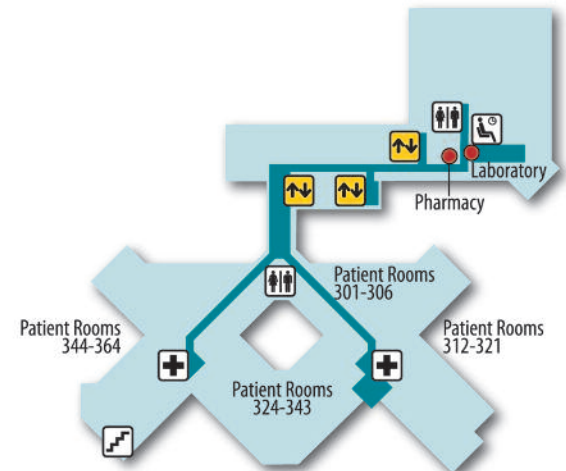 Laboratory
Pharmacy
Patient Rooms
301-306
Patient Rooms
344-364
Patient Rooms
312-321
Patient Rooms
324-343